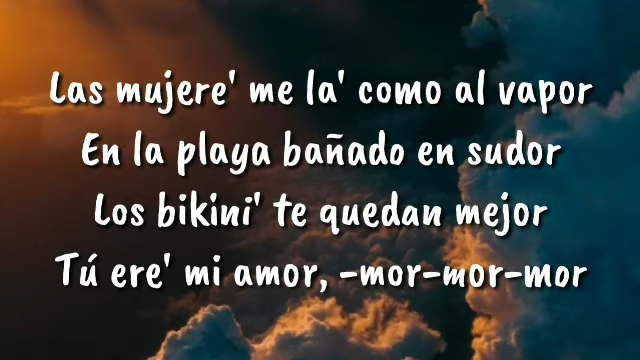 Las mujere' me la' como al vapor
En la playa bañado en sudor
Los bikini' te quedan mejor
Tú ere' mi amor, -mor-mor-mor